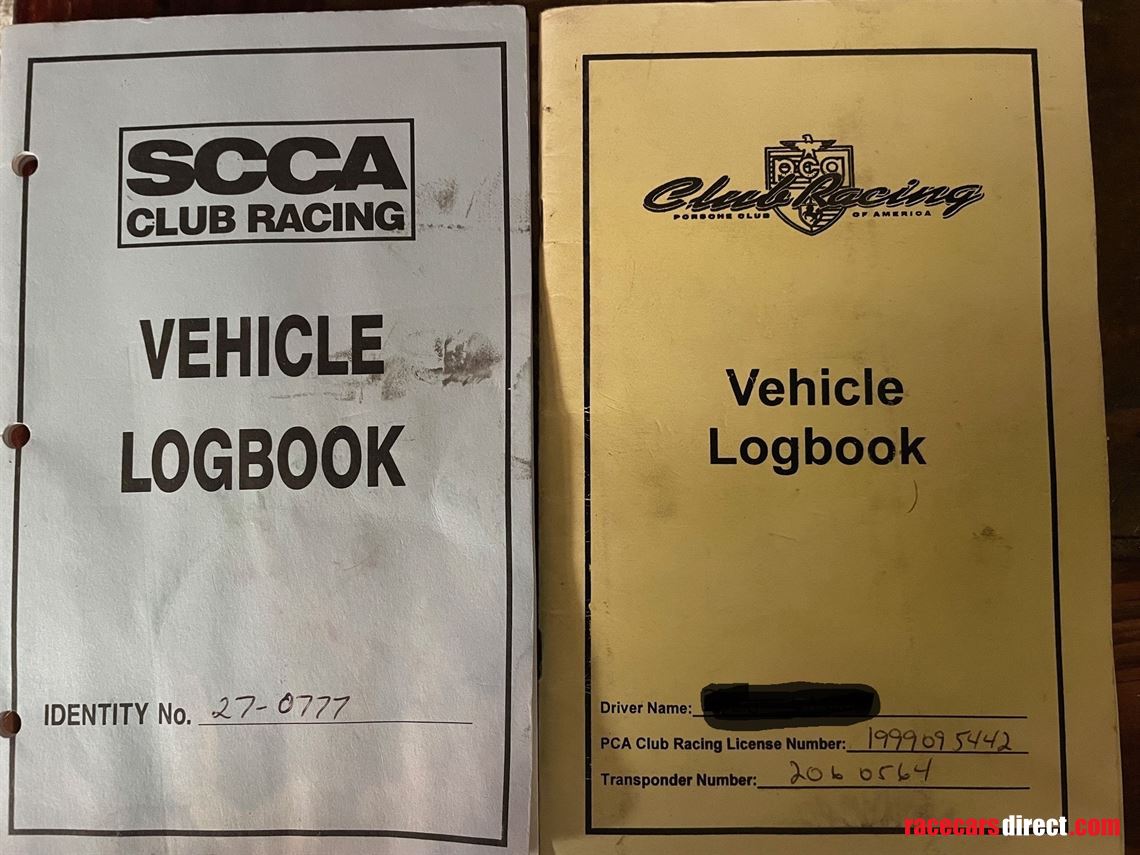 SCCA
CLUB RACING
VEHICLE
LOGBOOK
IDENTITY No. 27-0777
PCA
Club Racing
PORSCHE CLUB OF AMERICA
Vehicle
Logbook
Driver Name:
PCA Club Racing License Number: 1999095442
Transponder Number: 2060564
racecarsdirect.com